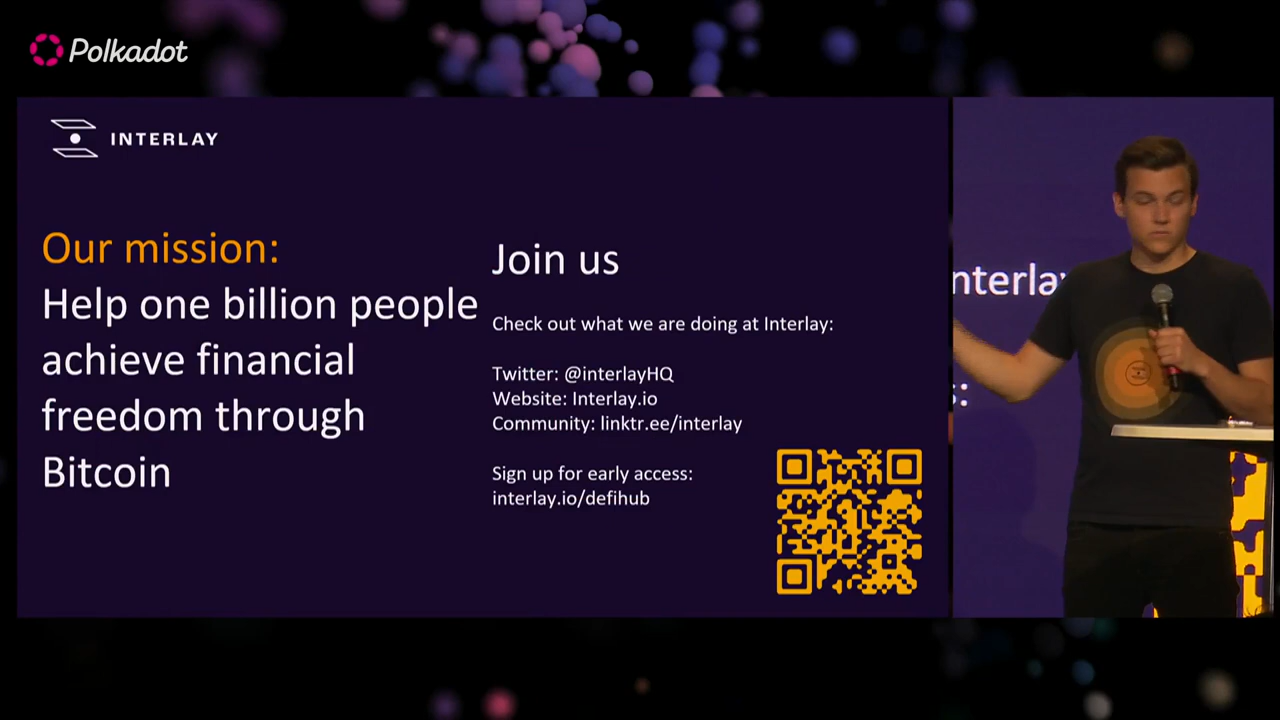 Polkadot
INTERLAY
Our mission:
Help one billion people
achieve financial
freedom through
Bitcoin
Join us
Check out what we are doing at Interlay:
Twitter: @interlayHQ
Website: Interlay.io
Community: linktr.ee/interlay
Sign up for early access:
interlay.io/defihub
nterlay
s: